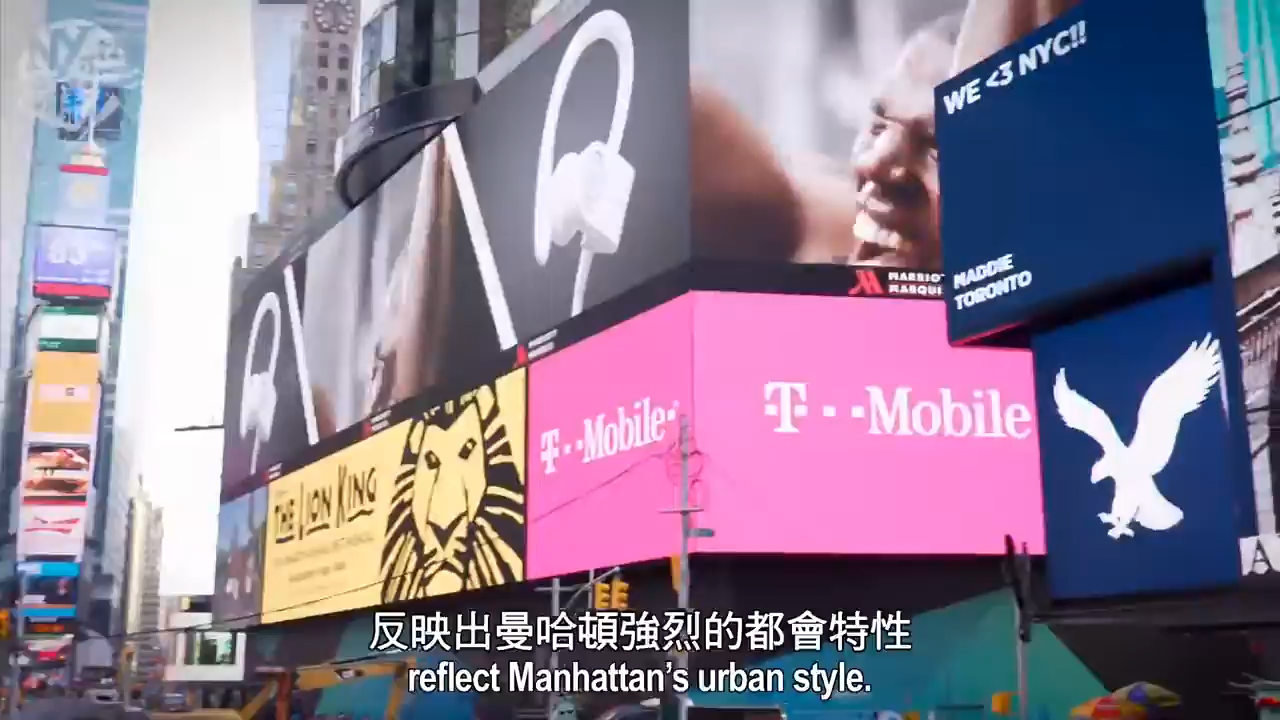 NYC
WE <3 NYC!!
MADDIE
TORONTO
MARRIOTT
MARQUIS
T··Mobile
T··Mobile
THE LION KING
A
反映出曼哈頓強烈的都會特性
reflect Manhattan's urban style.